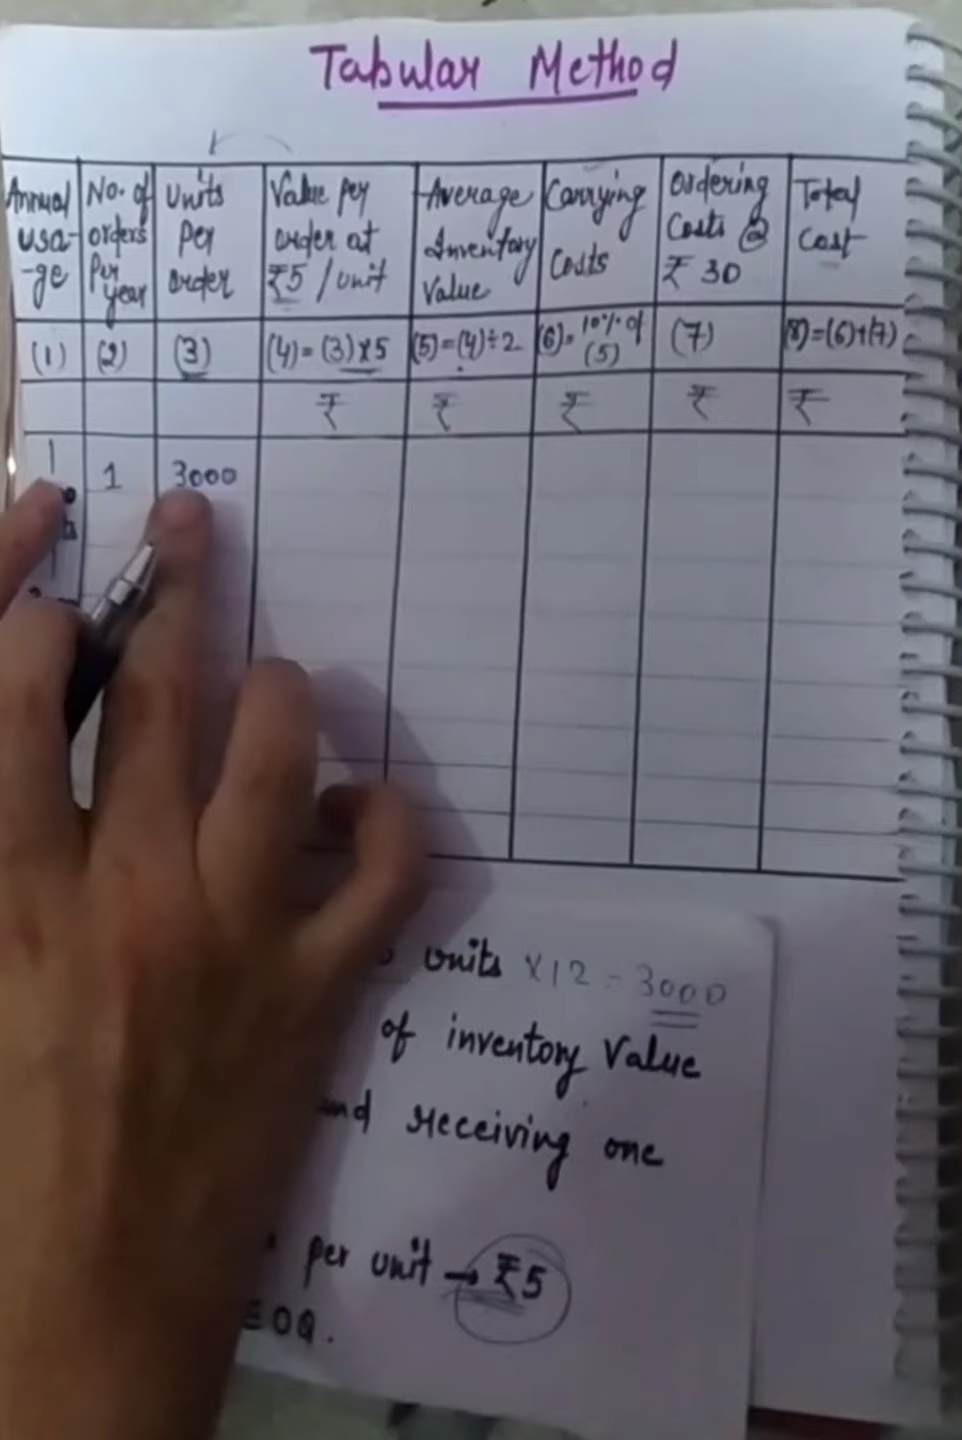 Tabular Method
Annual usa-ge
No. of orders Per year
Units Per order
Value per order at ₹5 / unit
Average Inventory Value
Carrying Costs
Ordering Costs @ ₹ 30
Total Cost
(1) (2) (3) (4) = (3) x 5 (5) = (4) ÷ 2 (6) = 10% of (5) (7) (8) = (6) + (7)
₹ ₹ ₹ ₹ ₹
1 3000
units x 12 = 3000
of inventory Value
and receiving one
per unit → ₹5
EOQ.